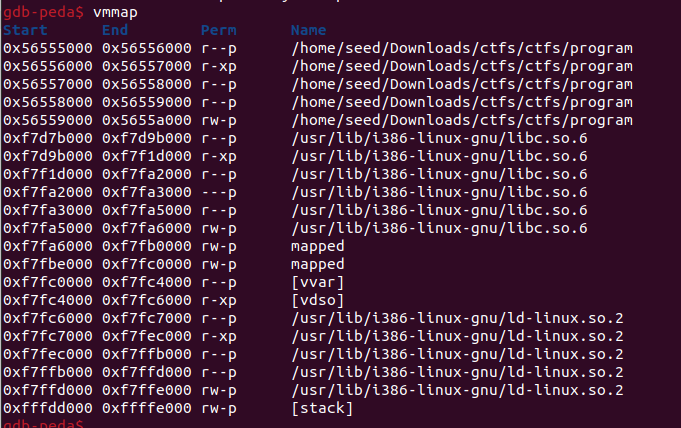 gdb-peda$ vmmap
Start      End        Perm      Name
0x56555000 0x56556000 r--p      /home/seed/Downloads/ctfs/ctfs/program
0x56556000 0x56557000 r-xp      /home/seed/Downloads/ctfs/ctfs/program
0x56557000 0x56558000 r--p      /home/seed/Downloads/ctfs/ctfs/program
0x56558000 0x56559000 r--p      /home/seed/Downloads/ctfs/ctfs/program
0x56559000 0x5655a000 rw-p      /home/seed/Downloads/ctfs/ctfs/program
0xf7d7b000 0xf7d9b000 r--p      /usr/lib/i386-linux-gnu/libc.so.6
0xf7d9b000 0xf7f1d000 r-xp      /usr/lib/i386-linux-gnu/libc.so.6
0xf7f1d000 0xf7fa2000 r--p      /usr/lib/i386-linux-gnu/libc.so.6
0xf7fa2000 0xf7fa3000 ---p      /usr/lib/i386-linux-gnu/libc.so.6
0xf7fa3000 0xf7fa5000 r--p      /usr/lib/i386-linux-gnu/libc.so.6
0xf7fa5000 0xf7fa6000 rw-p      /usr/lib/i386-linux-gnu/libc.so.6
0xf7fa6000 0xf7fb0000 rw-p      mapped
0xf7fbe000 0xf7fc0000 rw-p      mapped
0xf7fc0000 0xf7fc4000 r--p      [vvar]
0xf7fc4000 0xf7fc6000 r-xp      [vdso]
0xf7fc6000 0xf7fc7000 r--p      /usr/lib/i386-linux-gnu/ld-linux.so.2
0xf7fc7000 0xf7fec000 r-xp      /usr/lib/i386-linux-gnu/ld-linux.so.2
0xf7fec000 0xf7ffb000 r--p      /usr/lib/i386-linux-gnu/ld-linux.so.2
0xf7ffb000 0xf7ffd000 r--p      /usr/lib/i386-linux-gnu/ld-linux.so.2
0xf7ffd000 0xf7ffe000 rw-p      /usr/lib/i386-linux-gnu/ld-linux.so.2
0xfffdd000 0xffffe000 rw-p      [stack]
gdb-peda$